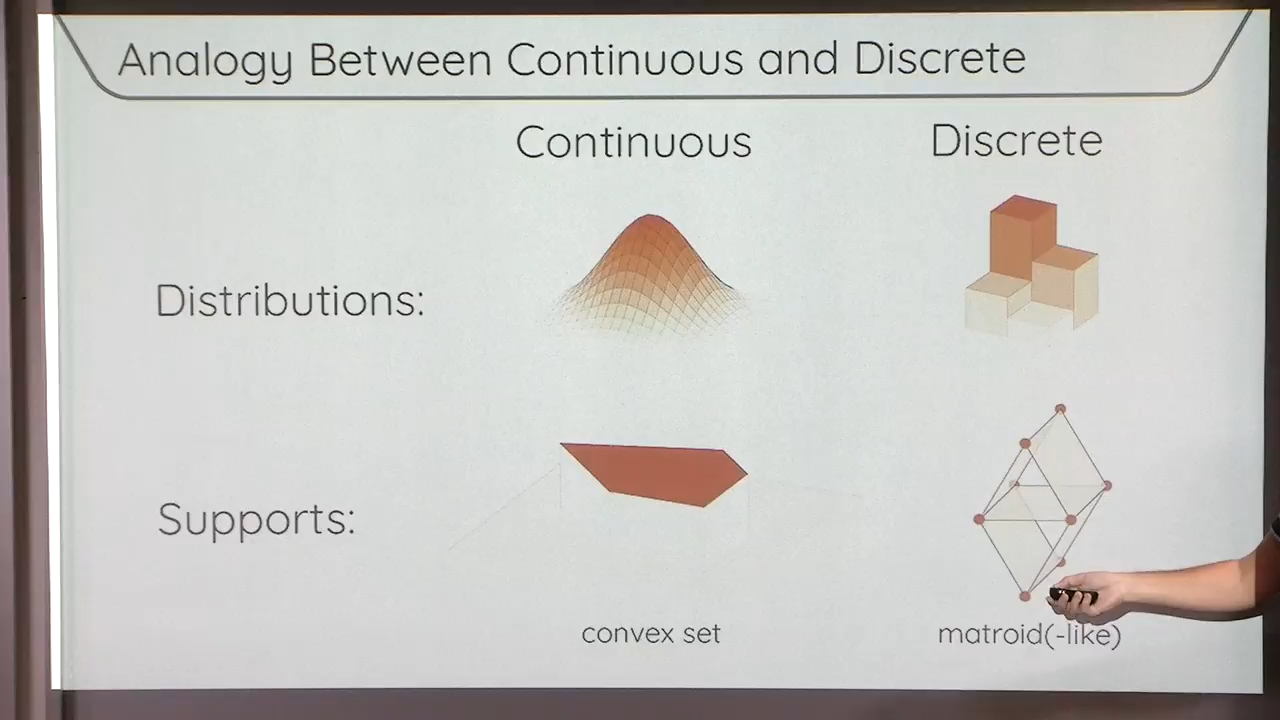 Analogy Between Continuous and Discrete
Continuous
Discrete
Distributions:
Supports:
convex set
matroid(-like)